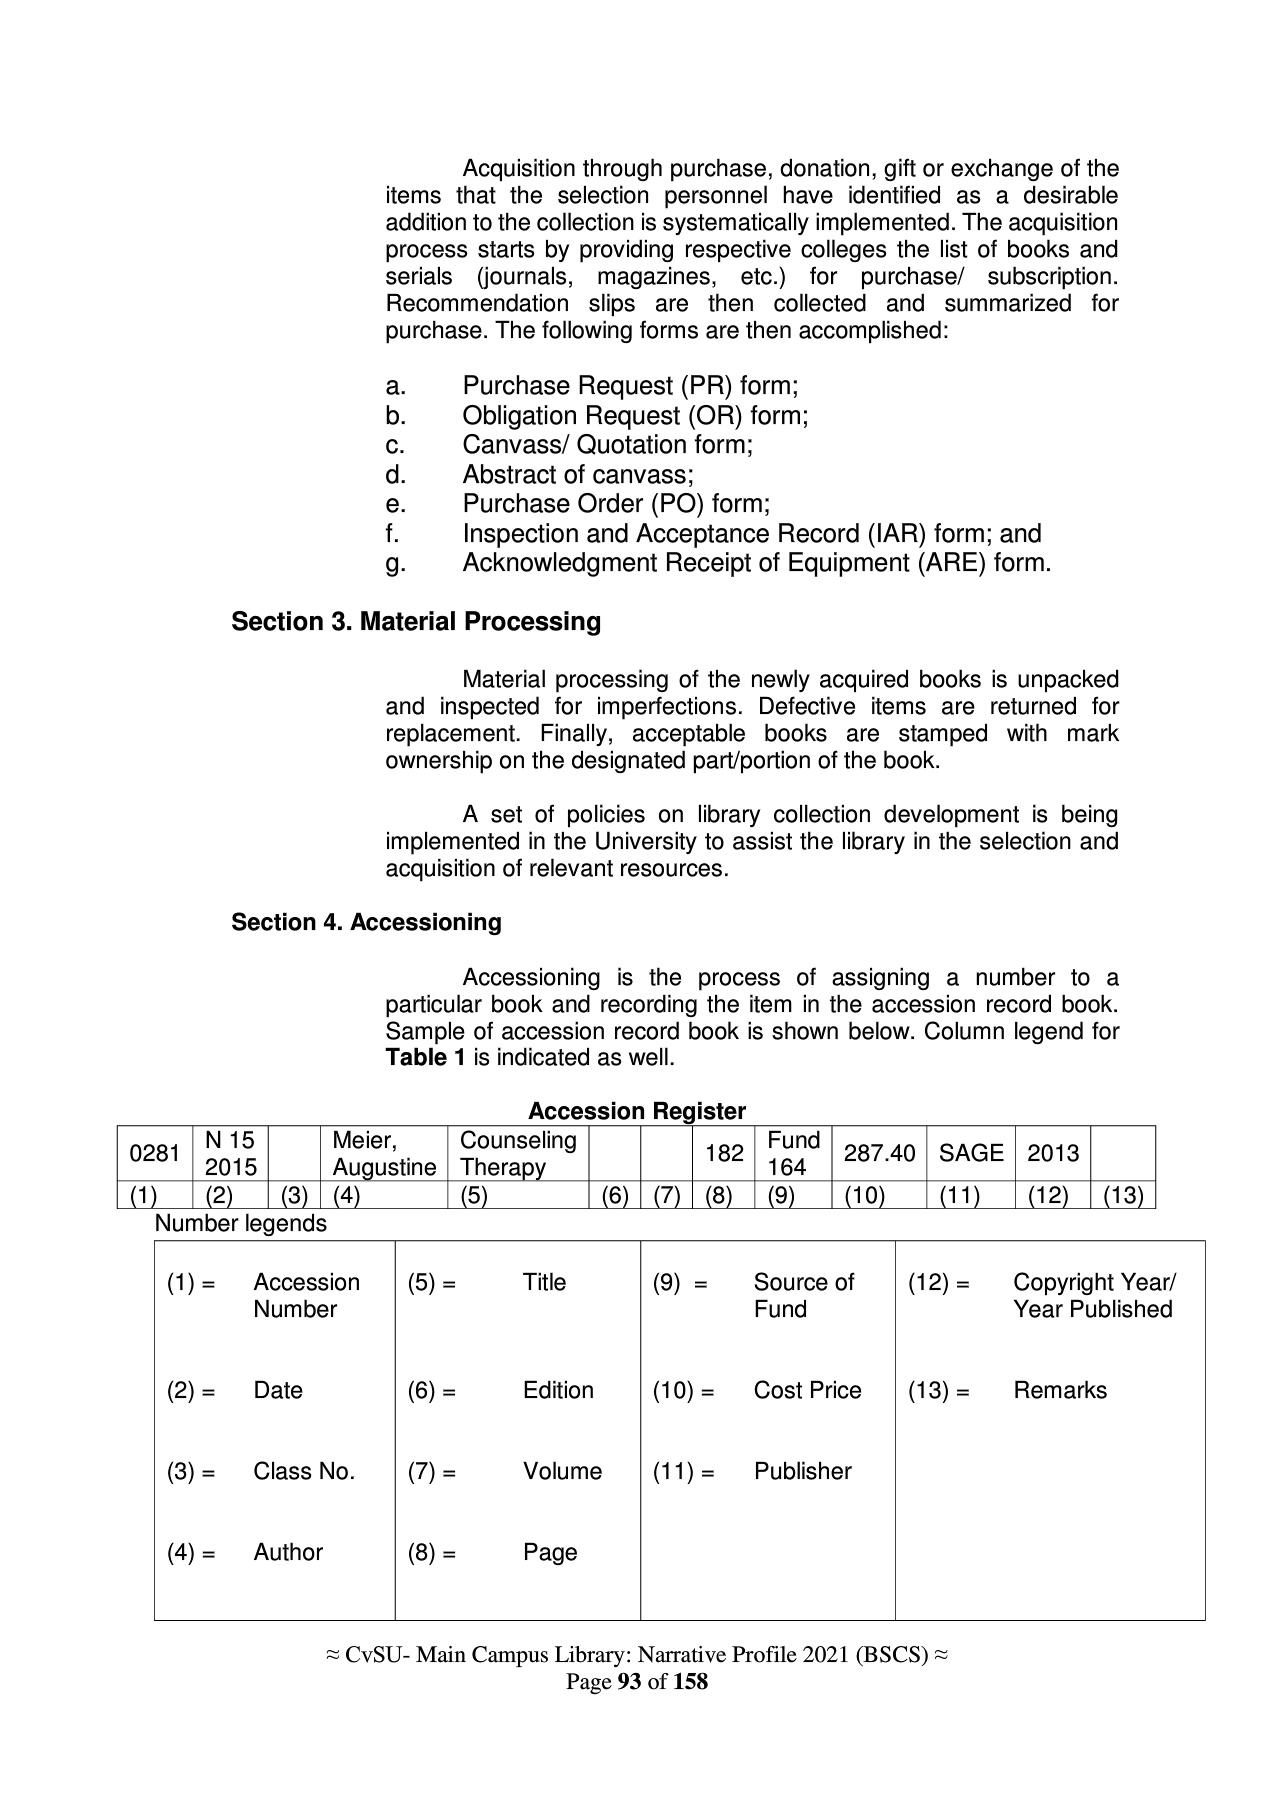 Acquisition through purchase, donation, gift or exchange of the
items that the selection personnel have identified as a desirable
addition to the collection is systematically implemented. The acquisition
process starts by providing respective colleges the list of books and
serials (journals, magazines, etc.) for purchase/ subscription.
Recommendation slips are then collected and summarized for
purchase. The following forms are then accomplished:
a. Purchase Request (PR) form;
b. Obligation Request (OR) form;
c. Canvass/ Quotation form;
d. Abstract of canvass;
e. Purchase Order (PO) form;
f. Inspection and Acceptance Record (IAR) form; and
g. Acknowledgment Receipt of Equipment (ARE) form.
Section 3. Material Processing
Material processing of the newly acquired books is unpacked
and inspected for imperfections. Defective items are returned for
replacement. Finally, acceptable books are stamped with mark
ownership on the designated part/portion of the book.
A set of policies on library collection development is being
implemented in the University to assist the library in the selection and
acquisition of relevant resources.
Section 4. Accessioning
Accessioning is the process of assigning a number to a
particular book and recording the item in the accession record book.
Sample of accession record book is shown below. Column legend for
Table 1 is indicated as well.
Accession Register
0281 N 15 2015 Meier, Augustine Counseling Therapy 182 Fund 164 287.40 SAGE 2013
(1) (2) (3) (4) (5) (6) (7) (8) (9) (10) (11) (12) (13)
Number legends
(1) = Accession Number (5) = Title (9) = Source of Fund (12) = Copyright Year/ Year Published
(2) = Date (6) = Edition (10) = Cost Price (13) = Remarks
(3) = Class No. (7) = Volume (11) = Publisher
(4) = Author (8) = Page
≈ CvSU- Main Campus Library: Narrative Profile 2021 (BSCS) ≈
Page 93 of 158